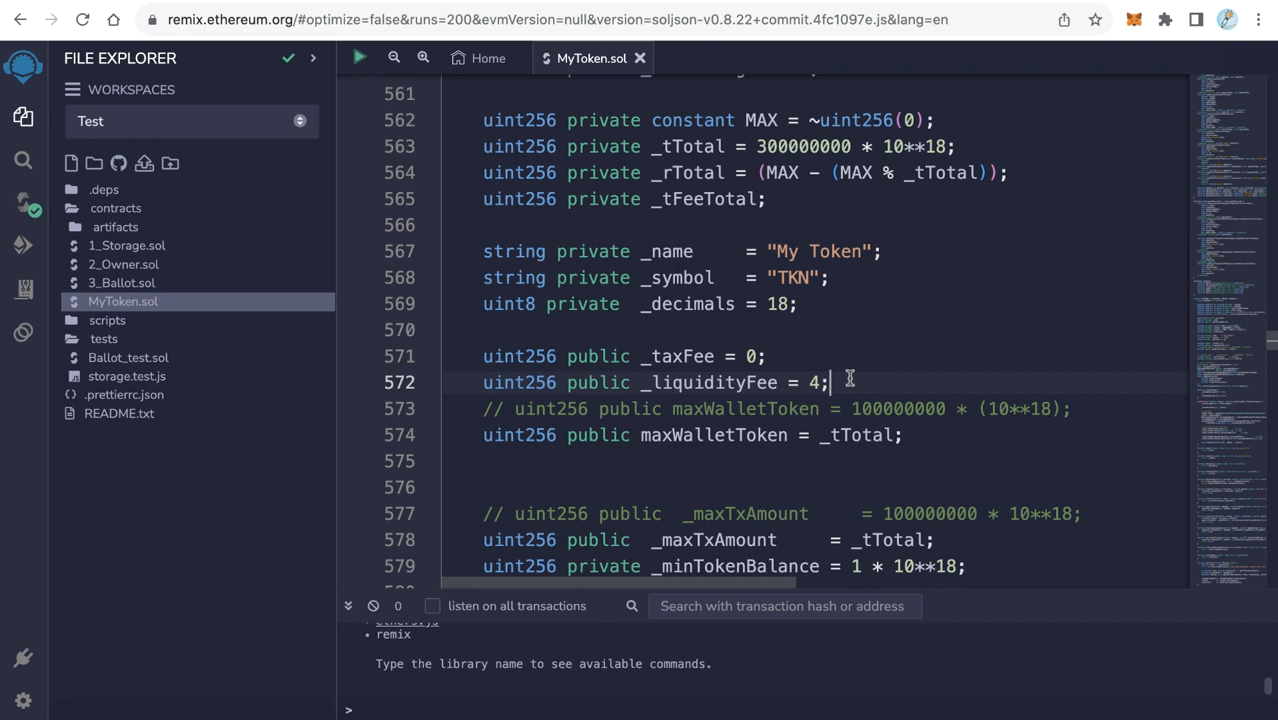 remix.ethereum.org/#optimize=false&runs=200&evmVersion=null&version=soljson-v0.8.22+commit.4fc1097e.js&lang=en
FILE EXPLORER
WORKSPACES
Test
.deps
contracts
artifacts
1_Storage.sol
2_Owner.sol
3_Ballot.sol
MyToken.sol
scripts
tests
Ballot_test.sol
storage.test.js
.prettierrc.json
README.txt
Home
MyToken.sol
561
562 uint256 private constant MAX = ~uint256(0);
563 uint256 private _tTotal = 300000000 * 10**18;
564 uint256 private _rTotal = (MAX - (MAX % _tTotal));
565 uint256 private _tFeeTotal;
566
567 string private _name     = "My Token";
568 string private _symbol   = "TKN";
569 uint8 private  _decimals = 18;
570
571 uint256 public _taxFee = 0;
572 uint256 public _liquidityFee = 4;
573 // uint256 public maxWalletToken = 100000000 * (10**18);
574 uint256 public maxWalletToken = _tTotal;
575
576
577 // uint256 public  _maxTxAmount     = 100000000 * 10**18;
578 uint256 public  _maxTxAmount     = _tTotal;
579 uint256 private _minTokenBalance = 1 * 10**18;
0
listen on all transactions
Search with transaction hash or address
ethers.js
• remix
Type the library name to see available commands.
>